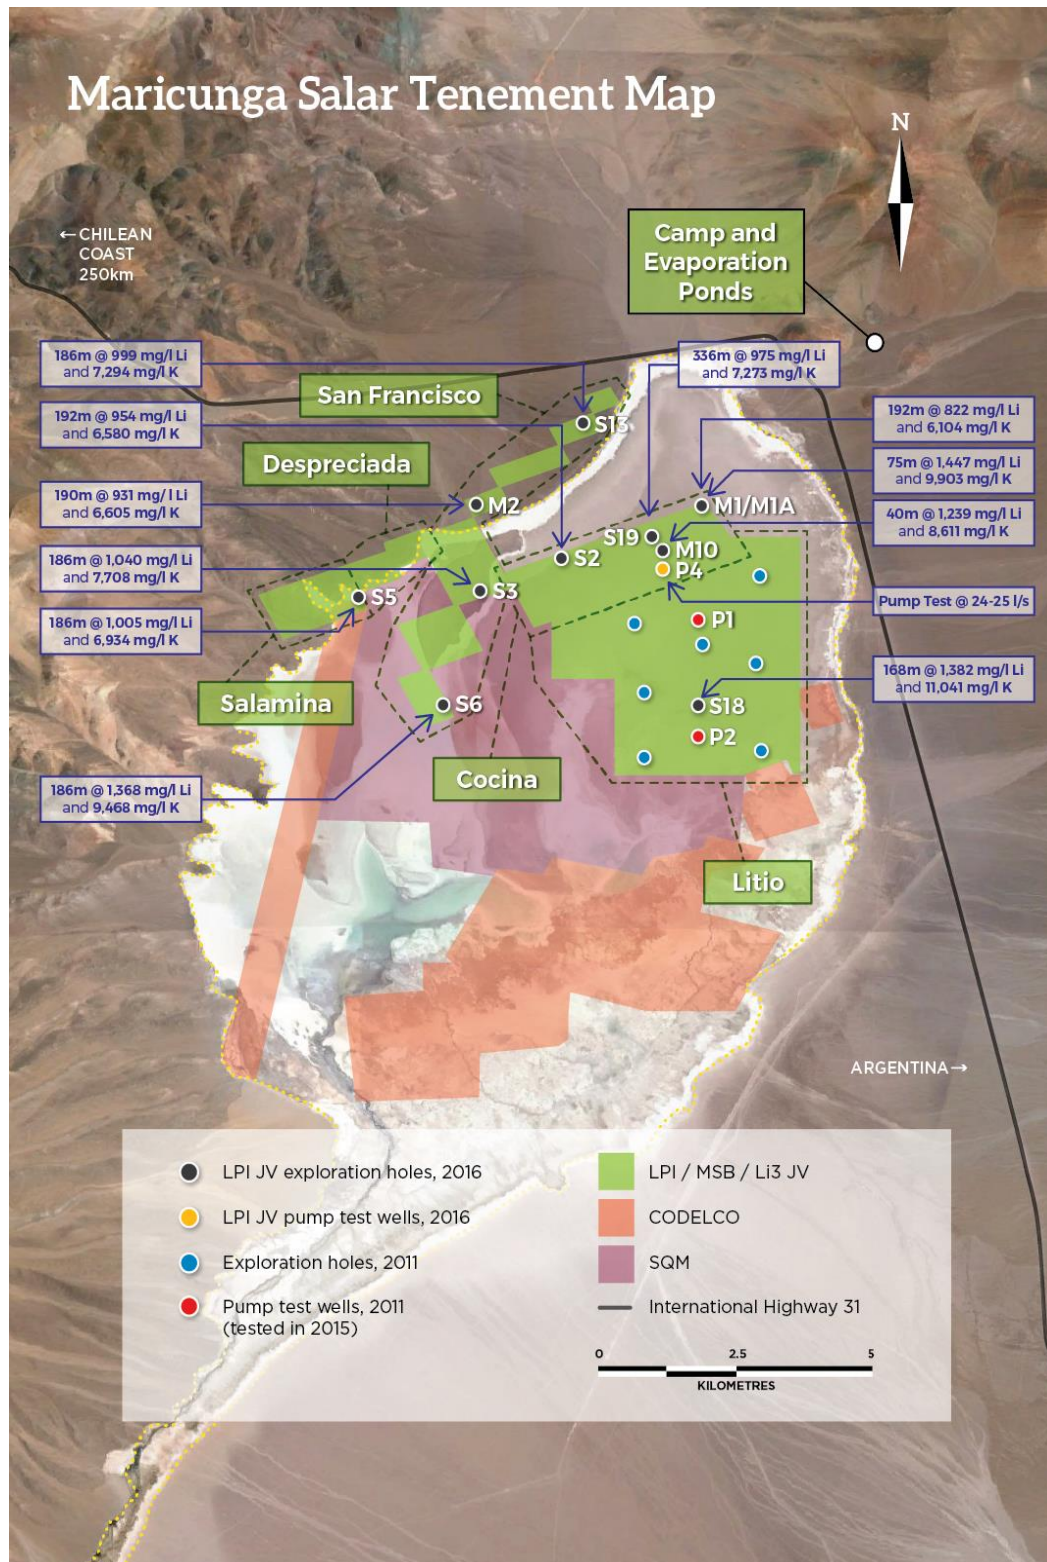 Maricunga Salar Tenement Map
N
←CHILEAN
COAST
250km
Camp and
Evaporation
Ponds
186m @ 999 mg/l Li
and 7,294 mg/l K
336m @ 975 mg/l Li
and 7,273 mg/l K
San Francisco
192m @ 954 mg/l Li
and 6,580 mg/l K
S13
192m @ 822 mg/l Li
and 6,104 mg/l K
Despreciada
75m @ 1,447 mg/l Li
and 9,903 mg/l K
190m @ 931 mg/ l Li
and 6,605 mg/l K
M2
M1/M1A
40m @ 1,239 mg/l Li
and 8,611 mg/l K
S19
M10
S2
P4
186m @ 1,040 mg/l Li
and 7,708 mg/l K
S3
S5
Pump Test @ 24-25 l/s
186m @ 1,005 mg/l Li
and 6,934 mg/l K
P1
168m @ 1,382 mg/l Li
and 11,041 mg/l K
Salamina
S6
S18
P2
Cocina
186m @ 1,368 mg/l Li
and 9,468 mg/l K
Litio
ARGENTINA→
LPI JV exploration holes, 2016
LPI JV pump test wells, 2016
Exploration holes, 2011
Pump test wells, 2011
(tested in 2015)
LPI / MSB / Li3 JV
CODELCO
SQM
International Highway 31
0 2.5 5
KILOMETRES